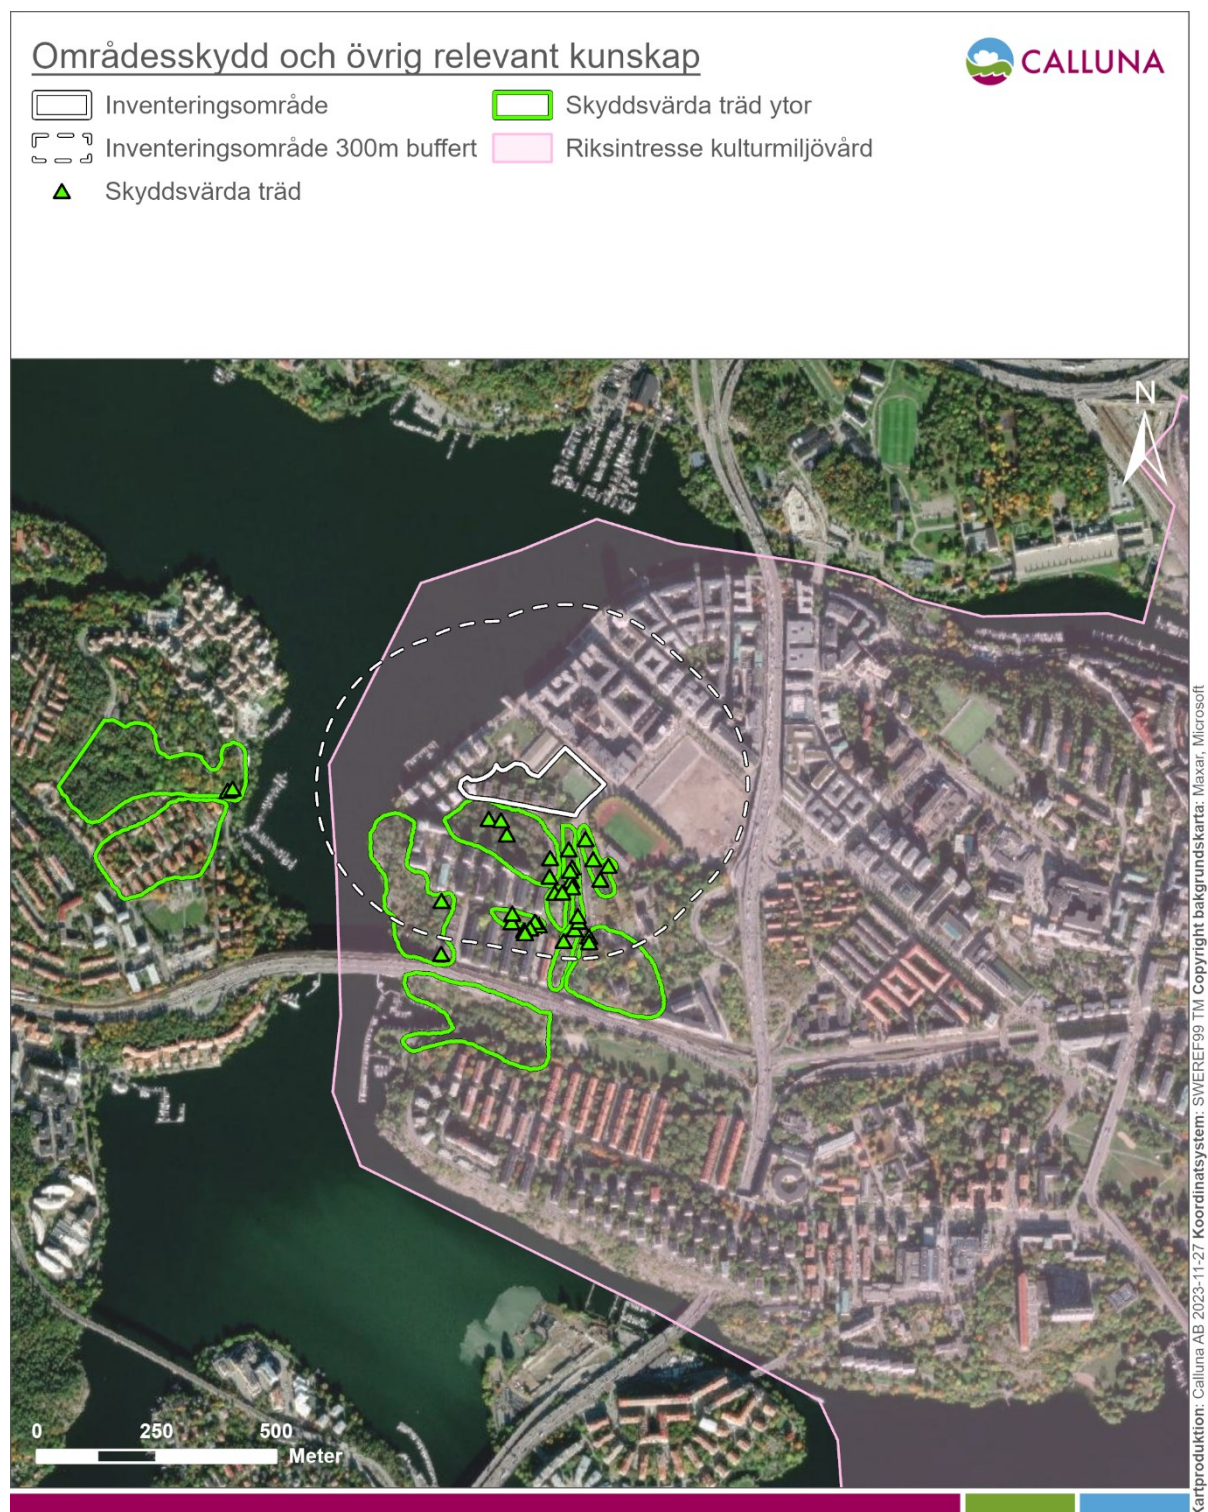 Områdesskydd och övrig relevant kunskap
CALLUNA
Inventeringsområde
Skyddsvärda träd ytor
Inventeringsområde 300m buffert
Riksintresse kulturmiljövård
Skyddsvärda träd
N
0 250 500
Meter
Kartproduktion: Calluna AB 2023-11-27 Koordinatsystem: SWEREF99 TM Copyright bakgrundskarta: Maxar, Microsoft